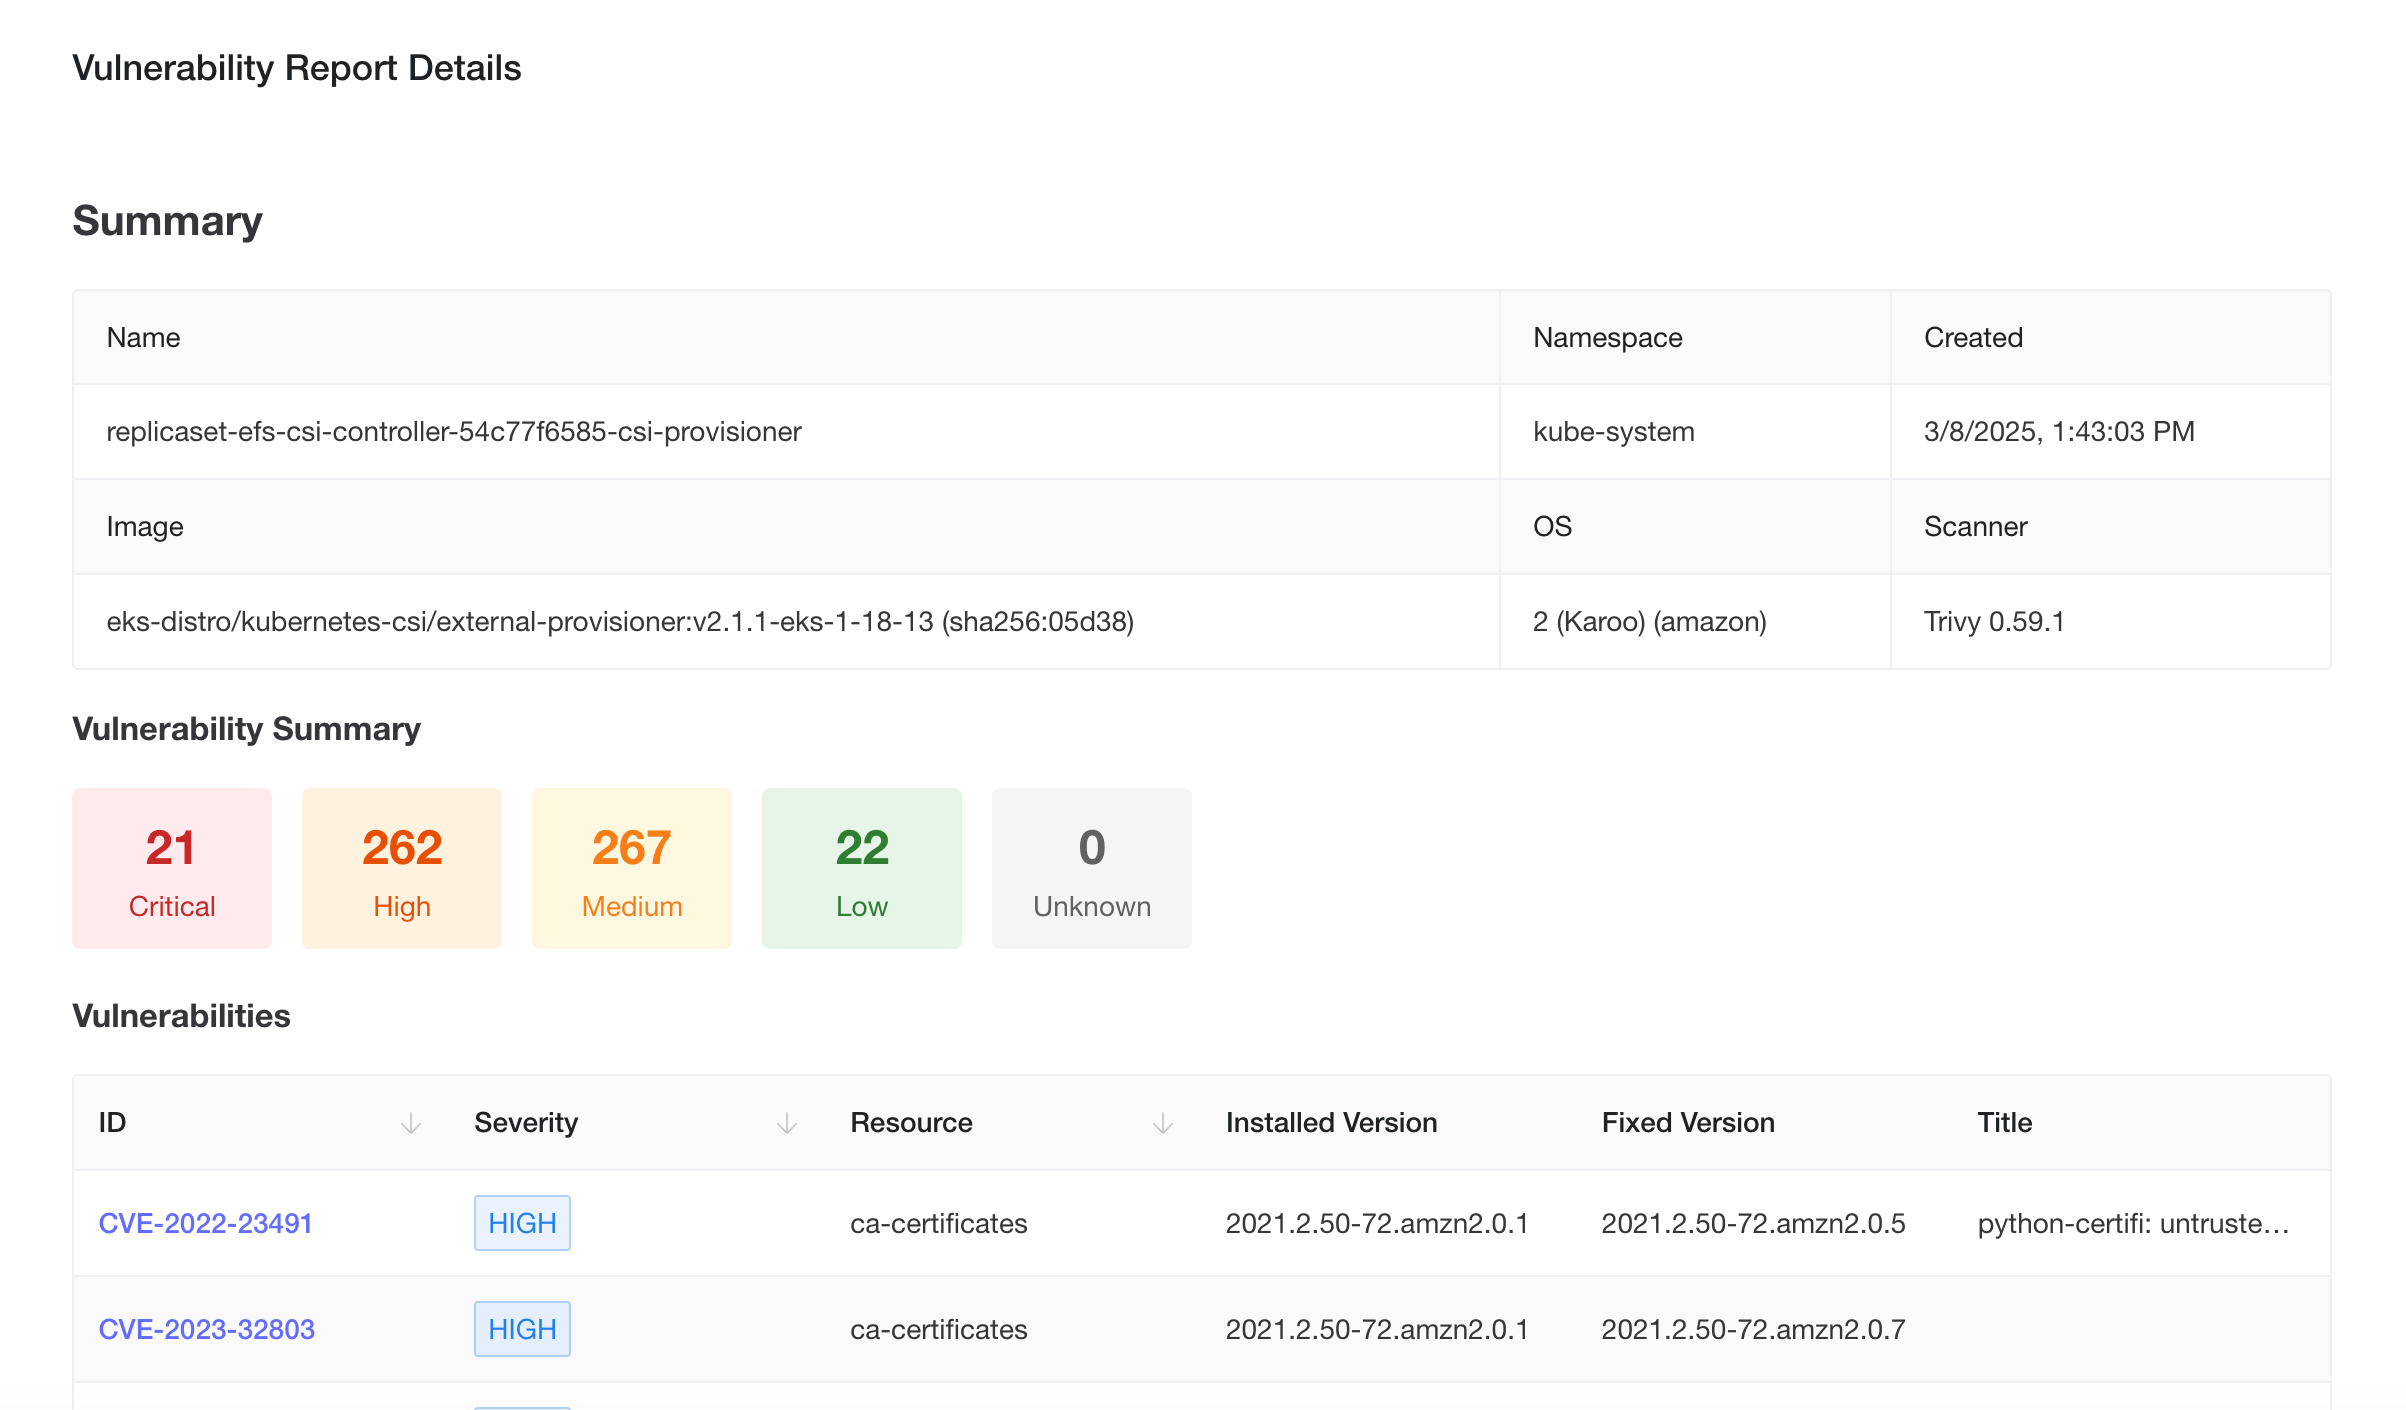 Vulnerability Report Details
Summary
Name Namespace Created
replicaset-efs-csi-controller-54c77f6585-csi-provisioner kube-system 3/8/2025, 1:43:03 PM
Image OS Scanner
eks-distro/kubernetes-csi/external-provisioner:v2.1.1-eks-1-18-13 (sha256:05d38) 2 (Karoo) (amazon) Trivy 0.59.1
Vulnerability Summary
21 262 267 22 0
Critical High Medium Low Unknown
Vulnerabilities
ID Severity Resource Installed Version Fixed Version Title
CVE-2022-23491 HIGH ca-certificates 2021.2.50-72.amzn2.0.1 2021.2.50-72.amzn2.0.5 python-certifi: untruste…
CVE-2023-32803 HIGH ca-certificates 2021.2.50-72.amzn2.0.1 2021.2.50-72.amzn2.0.7